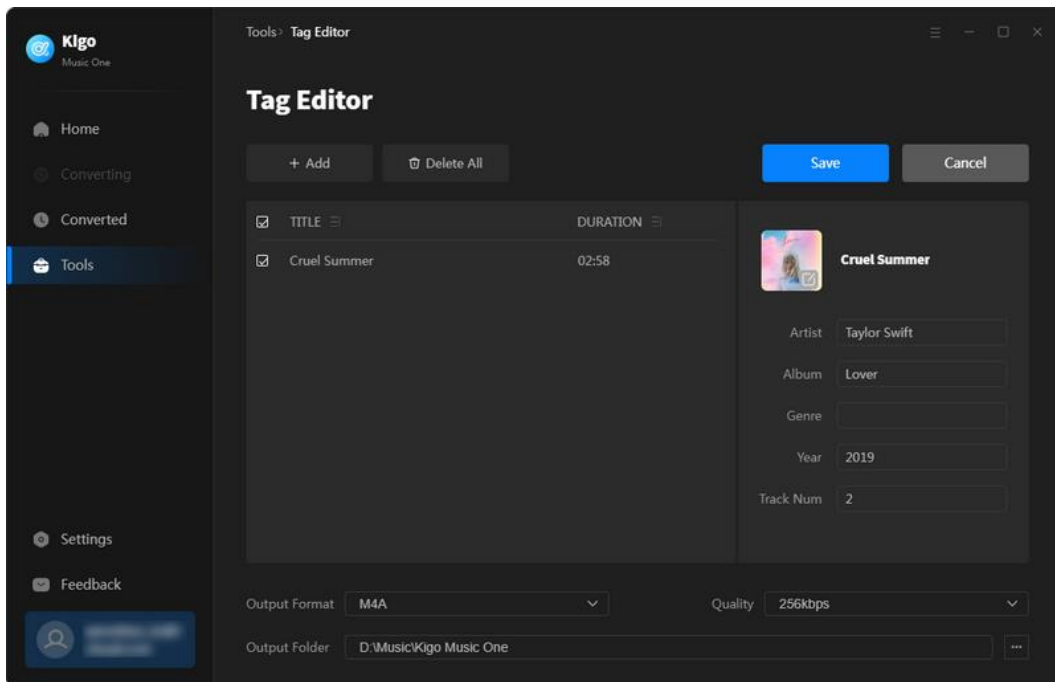 Kigo
Music One
Home
Converting
Converted
Tools
Settings
Feedback
Tools> Tag Editor
Tag Editor
+ Add
Delete All
Save
Cancel
TITLE
DURATION
Cruel Summer
02:58
Cruel Summer
Artist
Taylor Swift
Album
Lover
Genre
Year
2019
Track Num
2
Output Format
M4A
Quality
256kbps
Output Folder
D:\Music\Kigo Music One
...